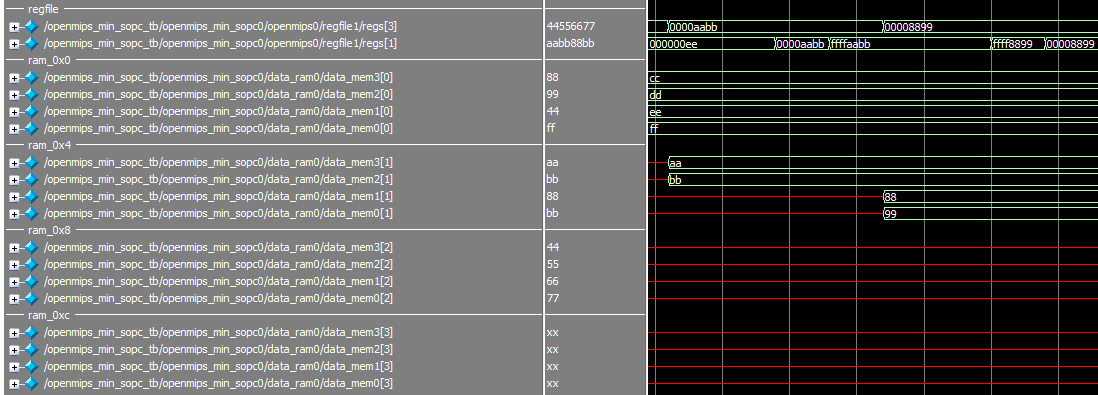 regfile
/openmips_min_sopc_tb/openmips_min_sopc0/openmips0/regfile1/regs[3] 44556677 0000aabb 00008899
/openmips_min_sopc_tb/openmips_min_sopc0/openmips0/regfile1/regs[1] aabb88bb 000000ee 0000aabb ffffaabb ffff8899 00008899
ram_0x0
/openmips_min_sopc_tb/openmips_min_sopc0/data_ram0/data_mem3[0] 88 cc
/openmips_min_sopc_tb/openmips_min_sopc0/data_ram0/data_mem2[0] 99 dd
/openmips_min_sopc_tb/openmips_min_sopc0/data_ram0/data_mem1[0] 44 ee
/openmips_min_sopc_tb/openmips_min_sopc0/data_ram0/data_mem0[0] ff ff
ram_0x4
/openmips_min_sopc_tb/openmips_min_sopc0/data_ram0/data_mem3[1] aa aa
/openmips_min_sopc_tb/openmips_min_sopc0/data_ram0/data_mem2[1] bb bb
/openmips_min_sopc_tb/openmips_min_sopc0/data_ram0/data_mem1[1] 88 88
/openmips_min_sopc_tb/openmips_min_sopc0/data_ram0/data_mem0[1] bb 99
ram_0x8
/openmips_min_sopc_tb/openmips_min_sopc0/data_ram0/data_mem3[2] 44
/openmips_min_sopc_tb/openmips_min_sopc0/data_ram0/data_mem2[2] 55
/openmips_min_sopc_tb/openmips_min_sopc0/data_ram0/data_mem1[2] 66
/openmips_min_sopc_tb/openmips_min_sopc0/data_ram0/data_mem0[2] 77
ram_0xc
/openmips_min_sopc_tb/openmips_min_sopc0/data_ram0/data_mem3[3] xx
/openmips_min_sopc_tb/openmips_min_sopc0/data_ram0/data_mem2[3] xx
/openmips_min_sopc_tb/openmips_min_sopc0/data_ram0/data_mem1[3] xx
/openmips_min_sopc_tb/openmips_min_sopc0/data_ram0/data_mem0[3] xx